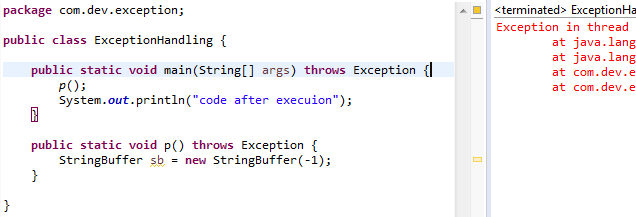 package com.dev.exception;
public class ExceptionHandling {
public static void main(String[] args) throws Exception {
p();
System.out.println("code after execuion");
}
public static void p() throws Exception {
StringBuffer sb = new StringBuffer(-1);
}
}
<terminated> ExceptionHa
Exception in thread
at java.lang
at java.lang
at com.dev.e
at com.dev.e